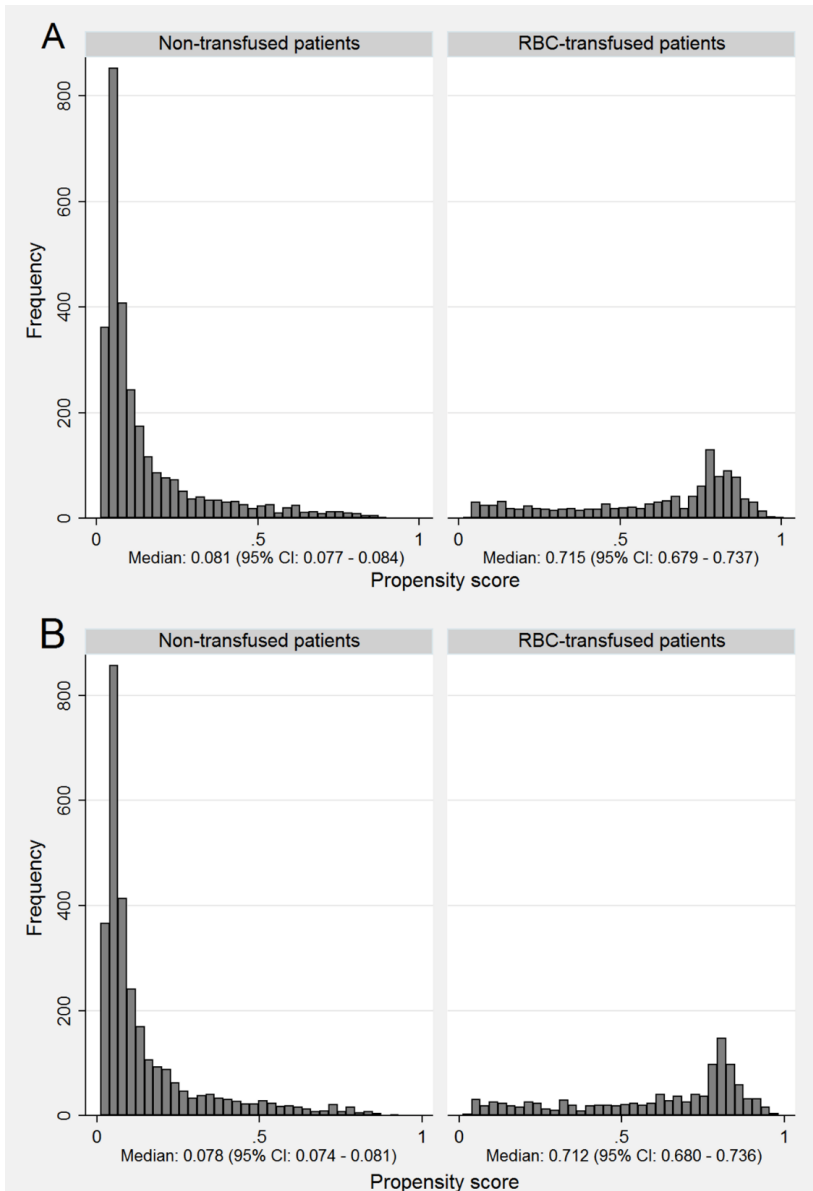 A
Non-transfused patients
RBC-transfused patients
Frequency
800
600
400
200
0
0 .5 1
0 .5 1
Median: 0.081 (95% CI: 0.077 - 0.084)
Median: 0.715 (95% CI: 0.679 - 0.737)
Propensity score
B
Non-transfused patients
RBC-transfused patients
Frequency
800
600
400
200
0
0 .5 1
0 .5 1
Median: 0.078 (95% CI: 0.074 - 0.081)
Median: 0.712 (95% CI: 0.680 - 0.736)
Propensity score